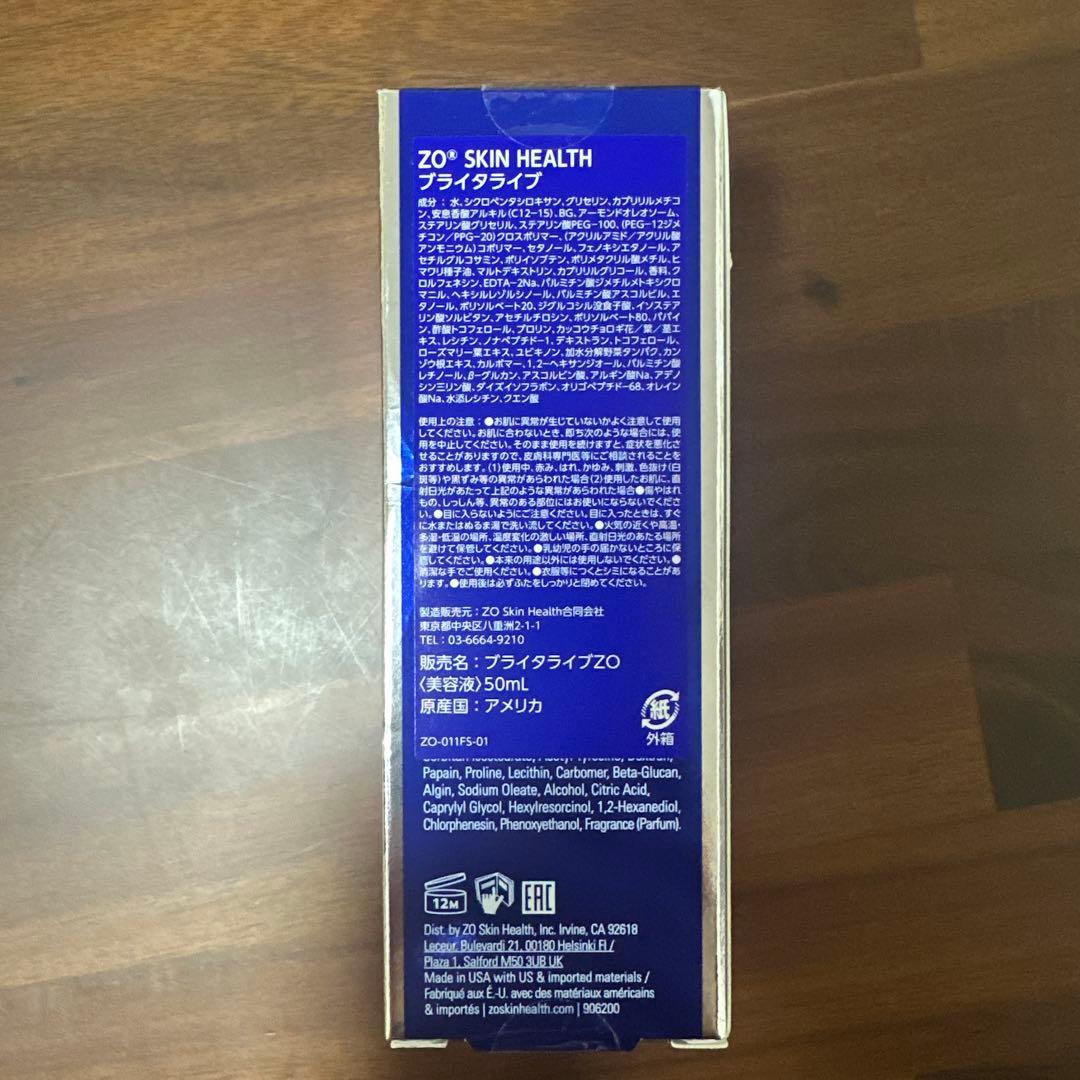 ZO® SKIN HEALTH
ブライタライブ
成分：水、シクロペンタシロキサン、グリセリン、カプリリルメチコ
ン、安息香酸アルキル(C12-15)、BG、アーモンドオレオソーム、
ステアリン酸グリセリル、ステアリン酸PEG-100、(PEG-12ジメ
チコン／PPG-20)クロスポリマー、(アクリルアミド／アクリル酸
アンモニウム)コポリマー、セタノール、フェノキシエタノール、ア
セチルグルコサミン、ポリイソブテン、ポリメタクリル酸メチル、ヒ
マワリ種子油、マルトデキストリン、カプリリルグリコール、香料、ク
ロルフェネシン、EDTA-2Na、パルミチン酸ジメチルメトキシクロ
マニル、ヘキシルレゾルシノール、パルミチン酸アスコルビル、エ
タノール、ポリソルベート20、ジグルコシル没食子酸、イソステア
リン酸ソルビタン、アセチルチロシン、ポリソルベート80、パパイ
ン、酢酸トコフェロール、プロリン、カッコウチョロギ花／葉／茎エ
キス、レシチン、ノナペプチド-1、デキストラン、トコフェロール、
ローズマリー葉エキス、ユビキノン、加水分解野菜タンパク、カン
ゾウ根エキス、カルボマー、1,2-ヘキサンジオール、パルミチン酸
レチノール、β-グルカン、アスコルビン酸、アルギン酸Na、アデノ
シン三リン酸、ダイズイソフラボン、オリゴペプチド-68、オレイン
酸Na、水添レシチン、クエン酸
使用上の注意：●お肌に異常が生じていないかよく注意して使用
してください。お肌に合わないとき、即ち次のような場合には、使
用を中止してください。そのまま使用を続けますと、症状を悪化さ
せることがありますので、皮膚科専門医等にご相談されることを
おすすめします。(1)使用中、赤み、はれ、かゆみ、刺激、色抜け(白
斑等)や黒ずみ等の異常があらわれた場合(2)使用したお肌に、直
射日光があたって上記のような異常があらわれた場合●傷やはれ
もの、しっしん等、異常のある部位にはお使いにならないでくださ
い。●目に入らないようにご注意ください。目に入ったときは、すぐ
に水またはぬるま湯で洗い流してください。●火気の近くや高温・
多湿・低温の場所、温度変化の激しい場所、直射日光のあたる場所
を避けて保管してください。●乳幼児の手の届かないところに保
管してください。●本来の用途以外には使用しないでください。●
清潔な手でご使用ください。●衣服等につくとシミになることがあ
ります。●使用後は必ずふたをしっかりと閉めてください。
製造販売元：ZO Skin Health合同会社
東京都中央区八重洲2-1-1
TEL：03-6664-9210
販売名：ブライタライブZO
〈美容液〉50mL
原産国：アメリカ
紙
外箱
ZO-011FS-01
Papain, Proline, Lecithin, Carbomer, Beta-Glucan,
Algin, Sodium Oleate, Alcohol, Citric Acid,
Caprylyl Glycol, Hexylresorcinol, 1,2-Hexanediol,
Chlorphenesin, Phenoxyethanol, Fragrance (Parfum).
12M
EAC
Dist. by ZO Skin Health, Inc. Irvine, CA 92618
Leceur, Bulevardi 21, 00180 Helsinki FI /
Plaza 1, Salford M50 3UB UK
Made in USA with US & imported materials /
Fabriqué aux É.-U. avec des matériaux américains
& importés | zoskinhealth.com | 906200